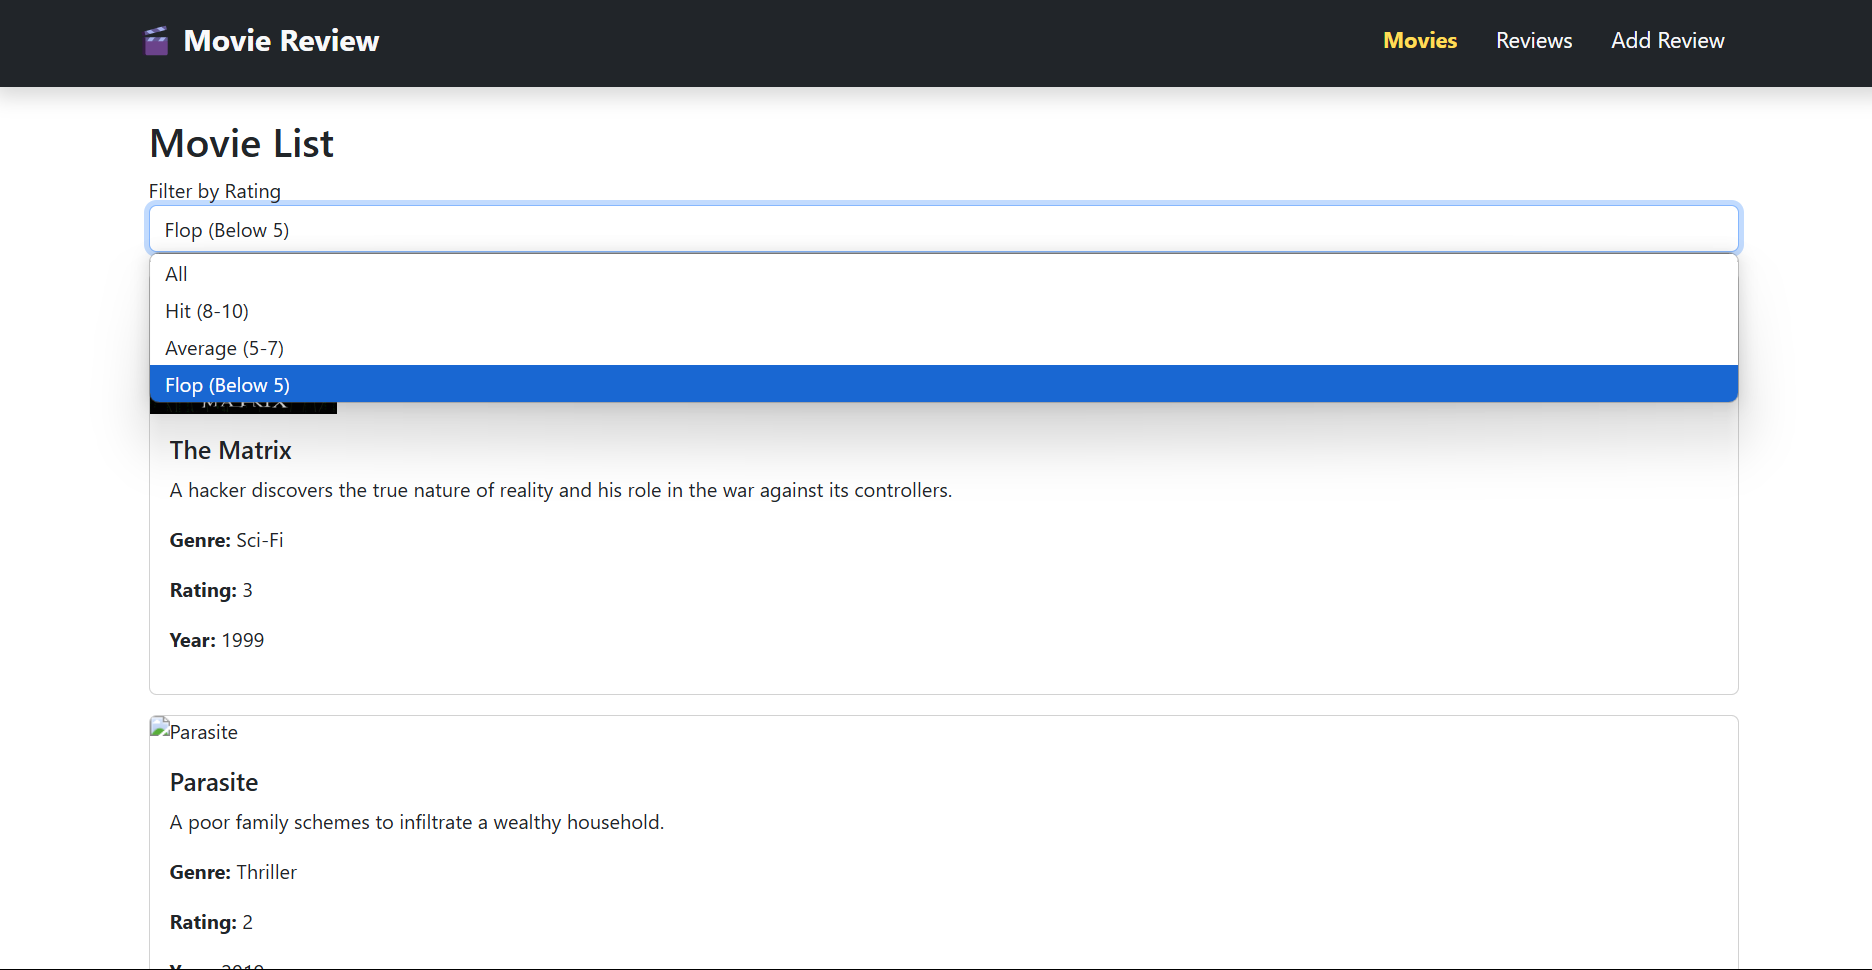 Movie Review
Movies Reviews Add Review
Movie List
Filter by Rating
Flop (Below 5)
All
Hit (8-10)
Average (5-7)
Flop (Below 5)
MATRIX
The Matrix
A hacker discovers the true nature of reality and his role in the war against its controllers.
Genre: Sci-Fi
Rating: 3
Year: 1999
Parasite
Parasite
A poor family schemes to infiltrate a wealthy household.
Genre: Thriller
Rating: 2